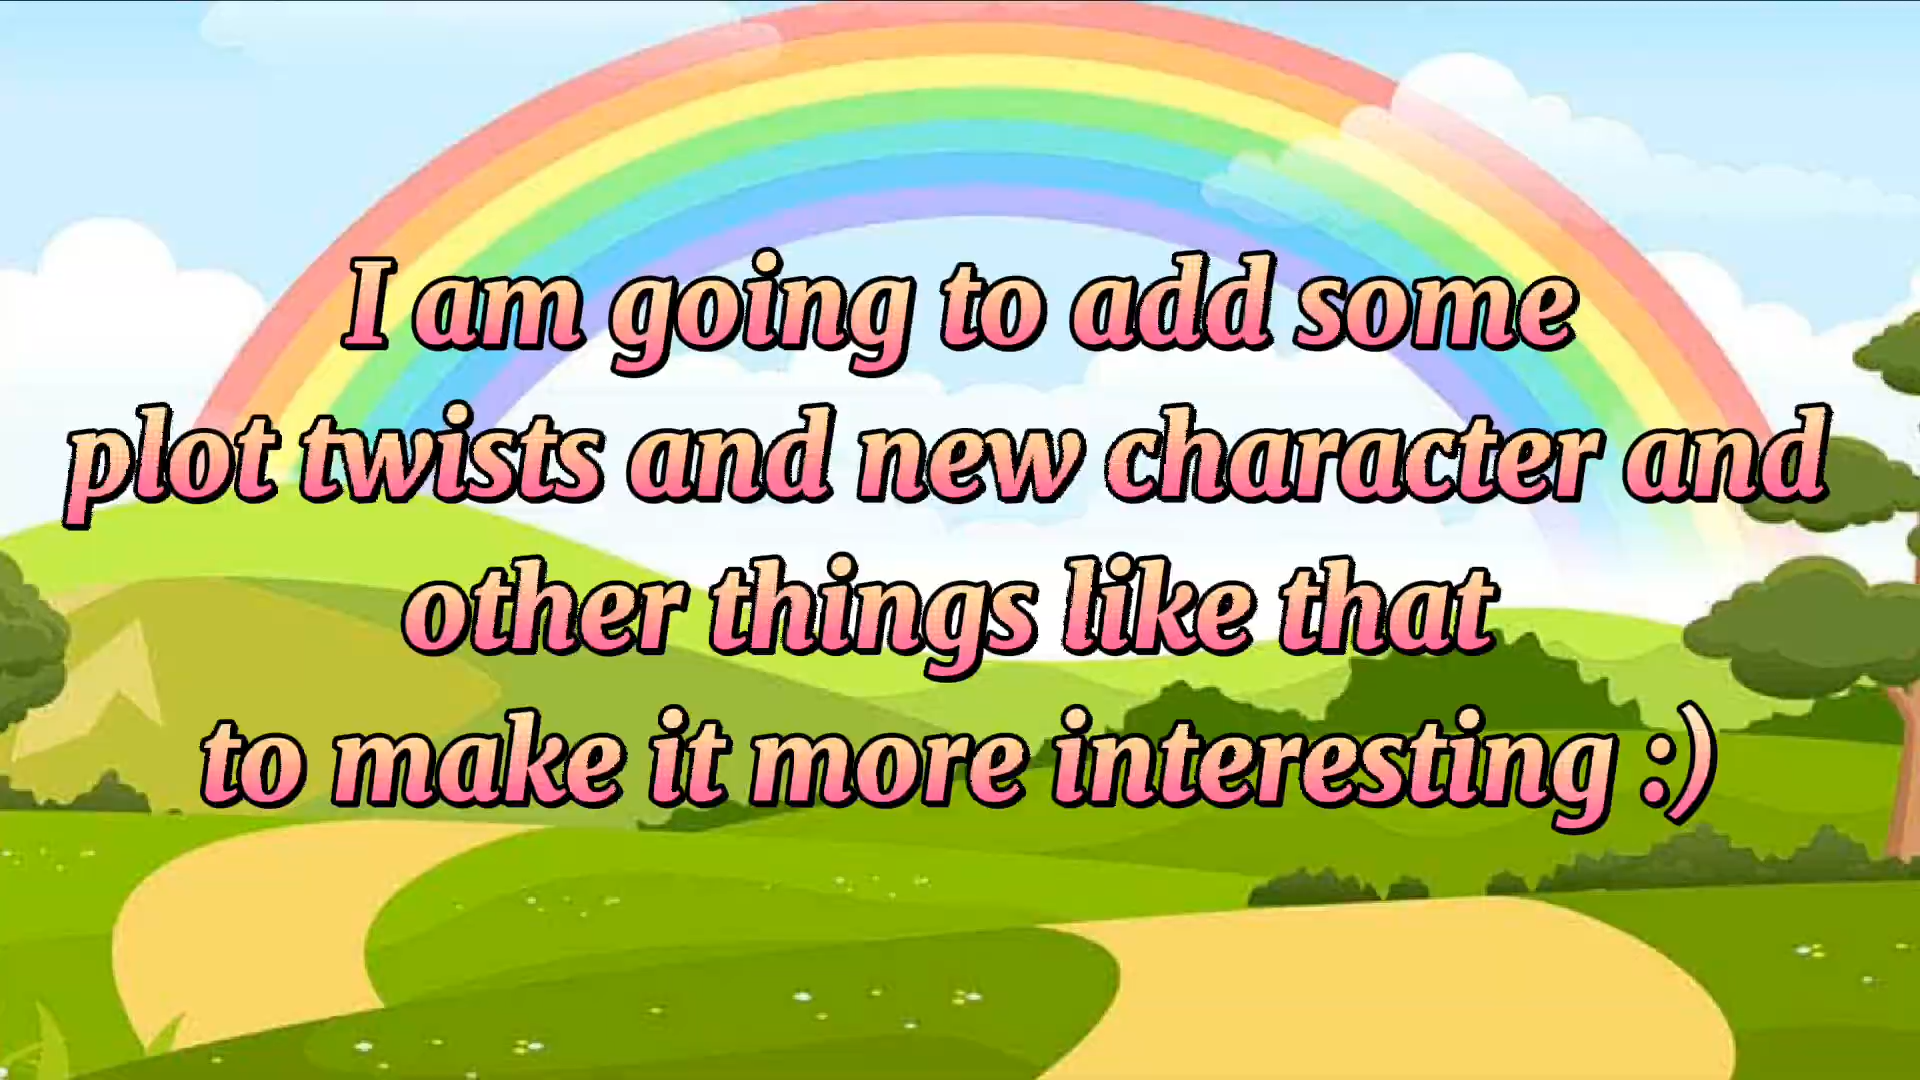 I am going to add some
plot twists and new character and
other things like that
to make it more interesting :)